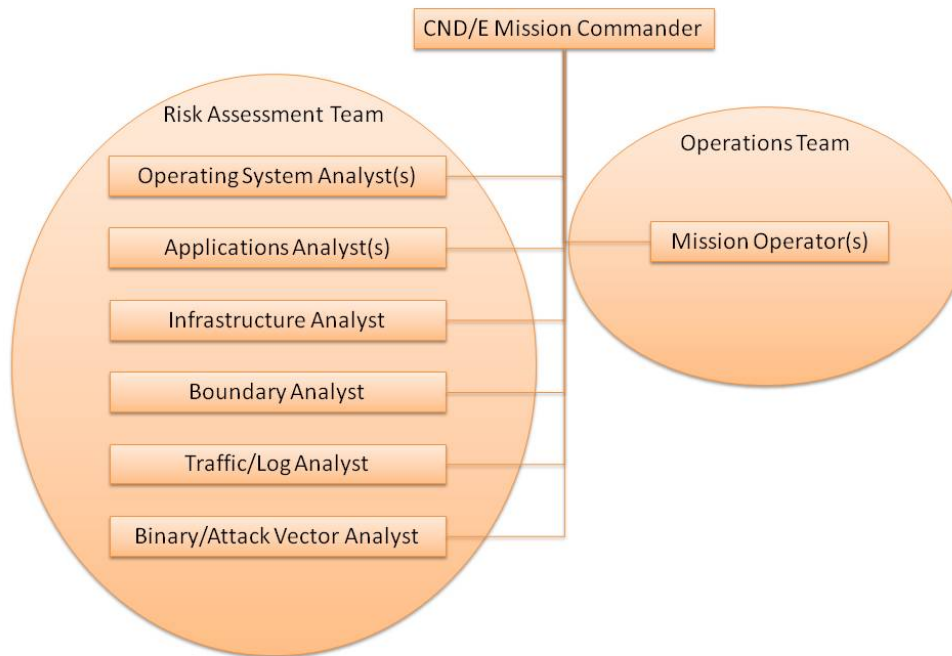 CND/E Mission Commander
Risk Assessment Team
Operating System Analyst(s)
Applications Analyst(s)
Infrastructure Analyst
Boundary Analyst
Traffic/Log Analyst
Binary/Attack Vector Analyst
Operations Team
Mission Operator(s)